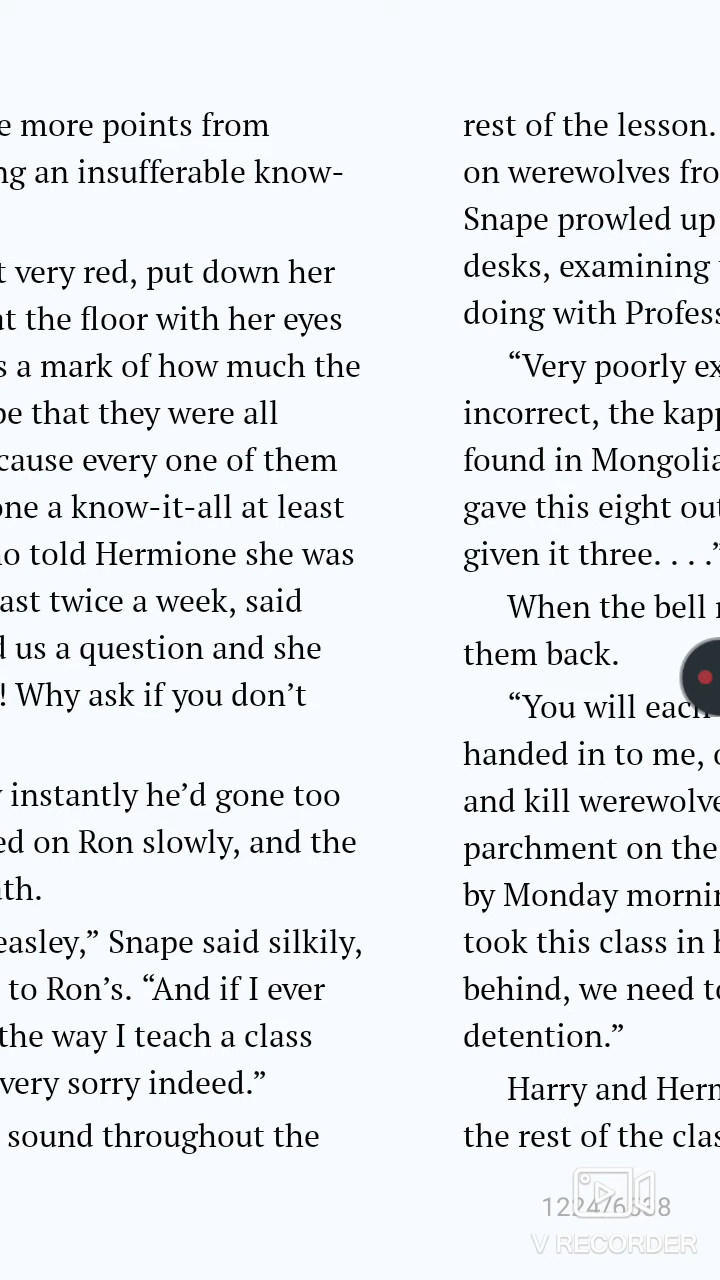 e more points from
ng an insufferable know-
t very red, put down her
at the floor with her eyes
s a mark of how much the
pe that they were all
cause every one of them
one a know-it-all at least
ho told Hermione she was
ast twice a week, said
d us a question and she
! Why ask if you don’t
y instantly he’d gone too
ed on Ron slowly, and the
ath.
easley,” Snape said silkily,
to Ron’s. “And if I ever
the way I teach a class
very sorry indeed.”
sound throughout the
rest of the lesson.
on werewolves fro
Snape prowled up
desks, examining
doing with Profess
“Very poorly ex
incorrect, the kapp
found in Mongolia
gave this eight out
given it three. . . .”
When the bell r
them back.
“You will each
handed in to me, o
and kill werewolve
parchment on the
by Monday mornin
took this class in h
behind, we need to
detention.”
Harry and Herm
the rest of the clas
V RECORDER